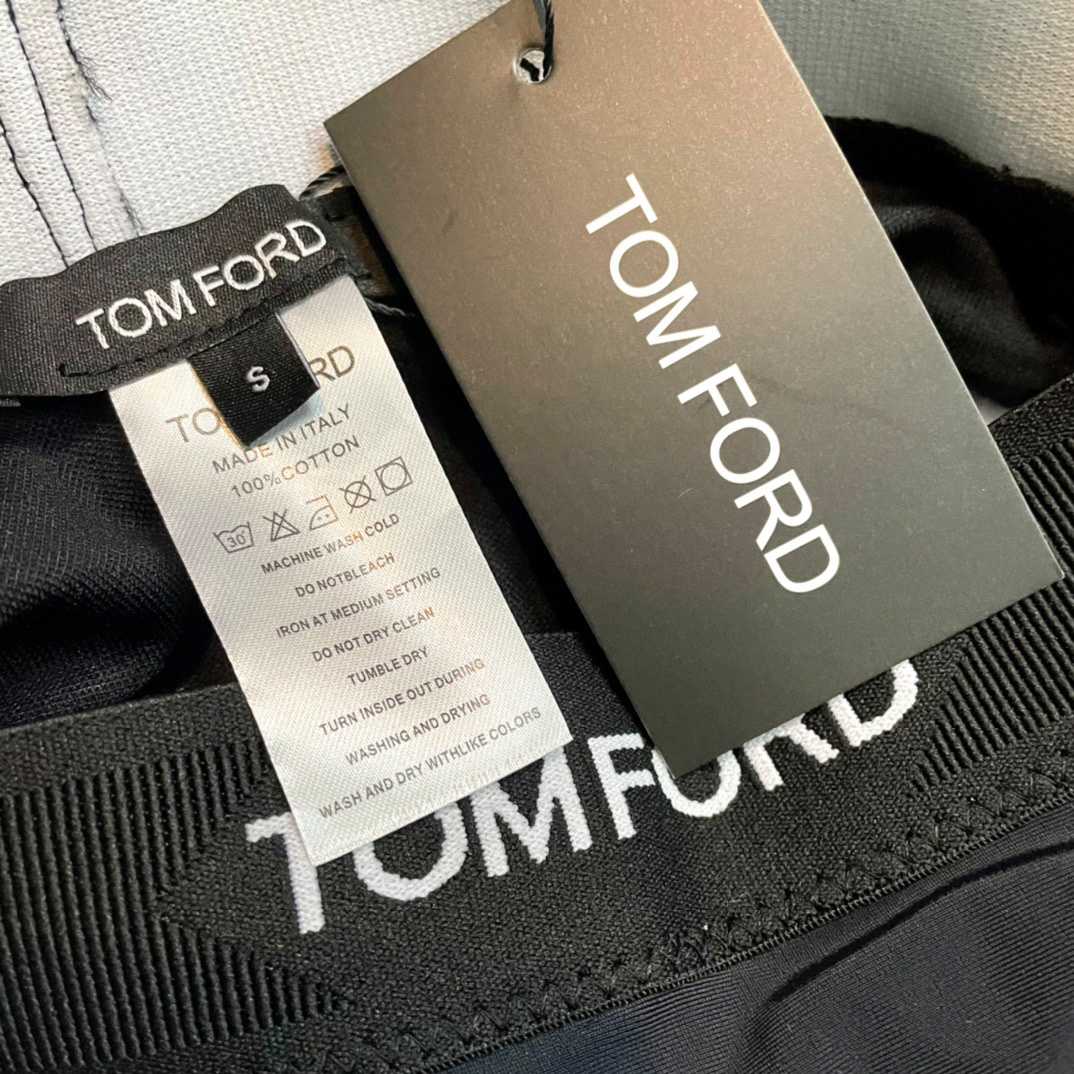 TOM FORD
TOM FORD
S
TO RD
MADE IN ITALY
100%COTTON
30°
MACHINE WASH COLD
DO NOTBLEACH
IRON AT MEDIUM SETTING
DO NOT DRY CLEAN
TUMBLE DRY
TURN INSIDE OUT DURING
WASHING AND DRYING
WASH AND DRY WITHLIKE COLORS
TOM FORD